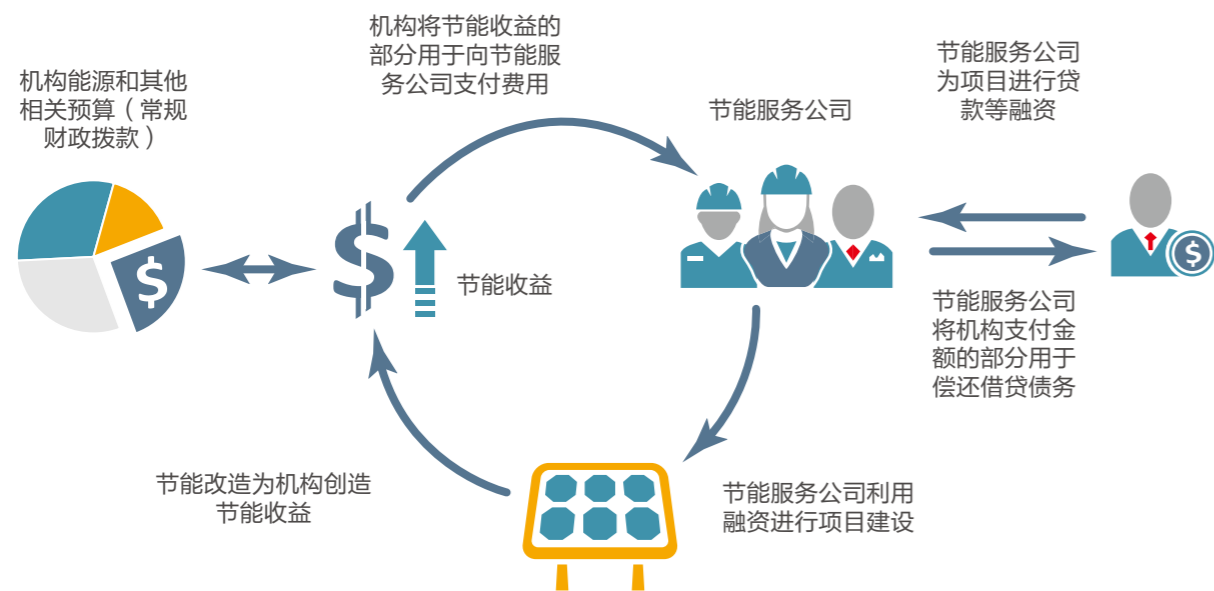 机构将节能收益的
部分用于向节能服
务公司支付费用
机构能源和其他
相关预算（常规
财政拨款）
节能服务公司
节能服务公司
为项目进行贷
款等融资
$
$
节能收益
$
节能服务公司
将机构支付金
额的部分用于
偿还借贷债务
节能改造为机构创造
节能收益
节能服务公司利用
融资进行项目建设